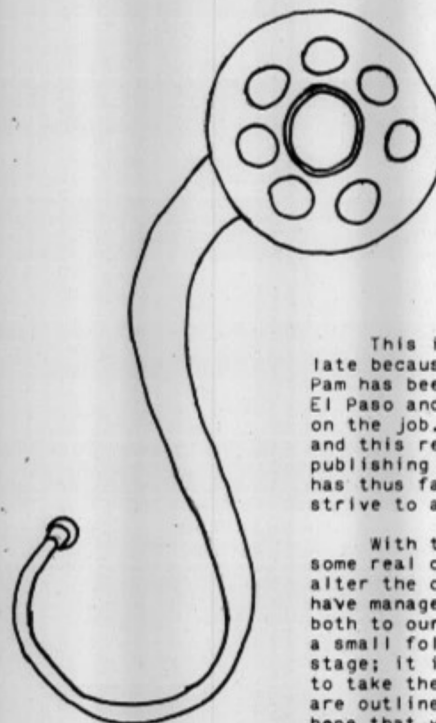 This i
late becaus
Pam has bee
El Paso and
on the job.
and this re
publishing
has thus fa
strive to a
With t
some real c
alter the c
have manage
both to our
a small fol
stage; it i
to take the
are outline